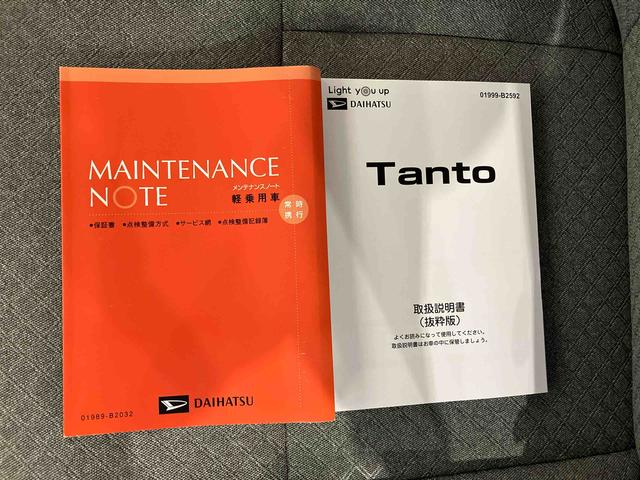 MAINTENANCE
NOTE
メンテナンスノート
軽乗用車
常時
携行
●保証書 ●点検整備方式 ●サービス網 ●点検整備記録簿
01989-B2032
DAIHATSU
Light you up
DAIHATSU
01999-B2592
Tanto
取扱説明書
(抜粋版)
よくお読みになって使用してください。
取扱説明書はお車の中に保管しましょう。